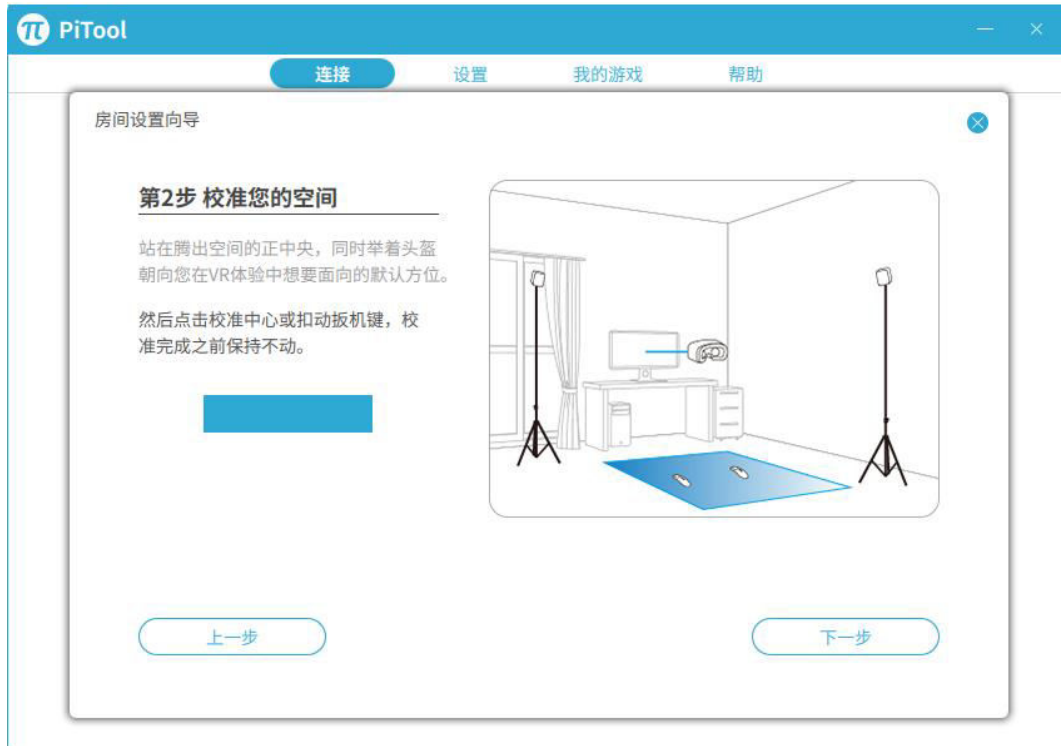 PiTool
连接 设置 我的游戏 帮助
房间设置向导
第2步 校准您的空间
站在腾出空间的正中央，同时举着头盔
朝向您在VR体验中想要面向的默认方位。
然后点击校准中心或扣动扳机键，校
准完成之前保持不动。
上一步 下一步